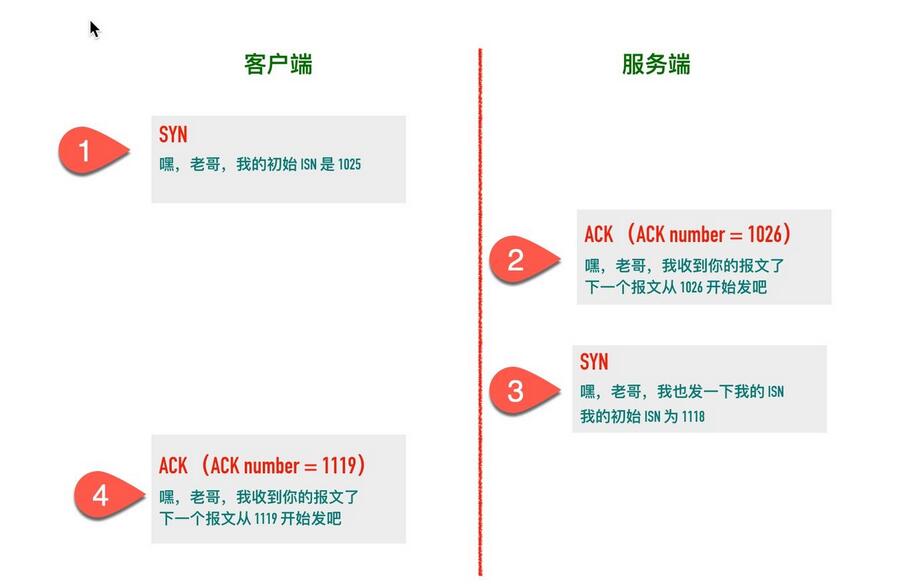 客户端
服务端
1
SYN
嘿，老哥，我的初始 ISN 是 1025
2
ACK （ACK number = 1026）
嘿，老哥，我收到你的报文了
下一个报文从 1026 开始发吧
3
SYN
嘿，老哥，我也发一下我的 ISN
我的初始 ISN 为 1118
4
ACK （ACK number = 1119）
嘿，老哥，我收到你的报文了
下一个报文从 1119 开始发吧